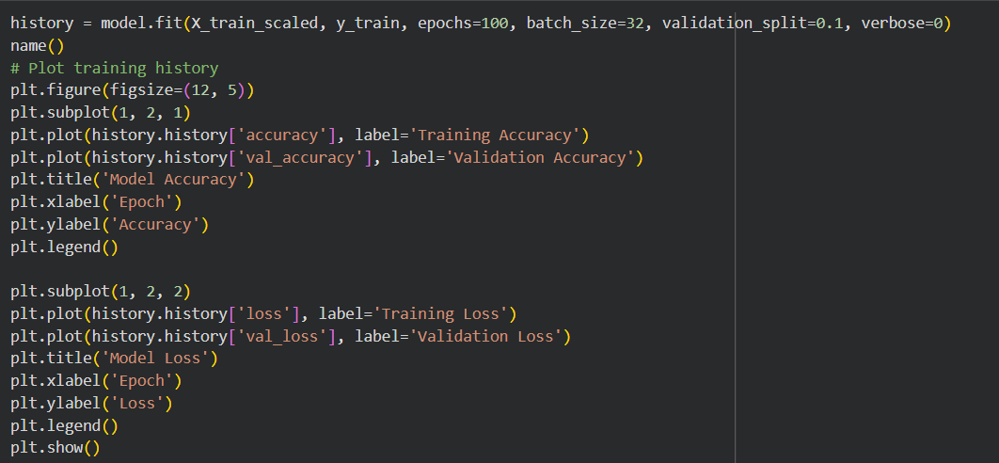 history = model.fit(X_train_scaled, y_train, epochs=100, batch_size=32, validation_split=0.1, verbose=0)
name()
# Plot training history
plt.figure(figsize=(12, 5))
plt.subplot(1, 2, 1)
plt.plot(history.history['accuracy'], label='Training Accuracy')
plt.plot(history.history['val_accuracy'], label='Validation Accuracy')
plt.title('Model Accuracy')
plt.xlabel('Epoch')
plt.ylabel('Accuracy')
plt.legend()

plt.subplot(1, 2, 2)
plt.plot(history.history['loss'], label='Training Loss')
plt.plot(history.history['val_loss'], label='Validation Loss')
plt.title('Model Loss')
plt.xlabel('Epoch')
plt.ylabel('Loss')
plt.legend()
plt.show()